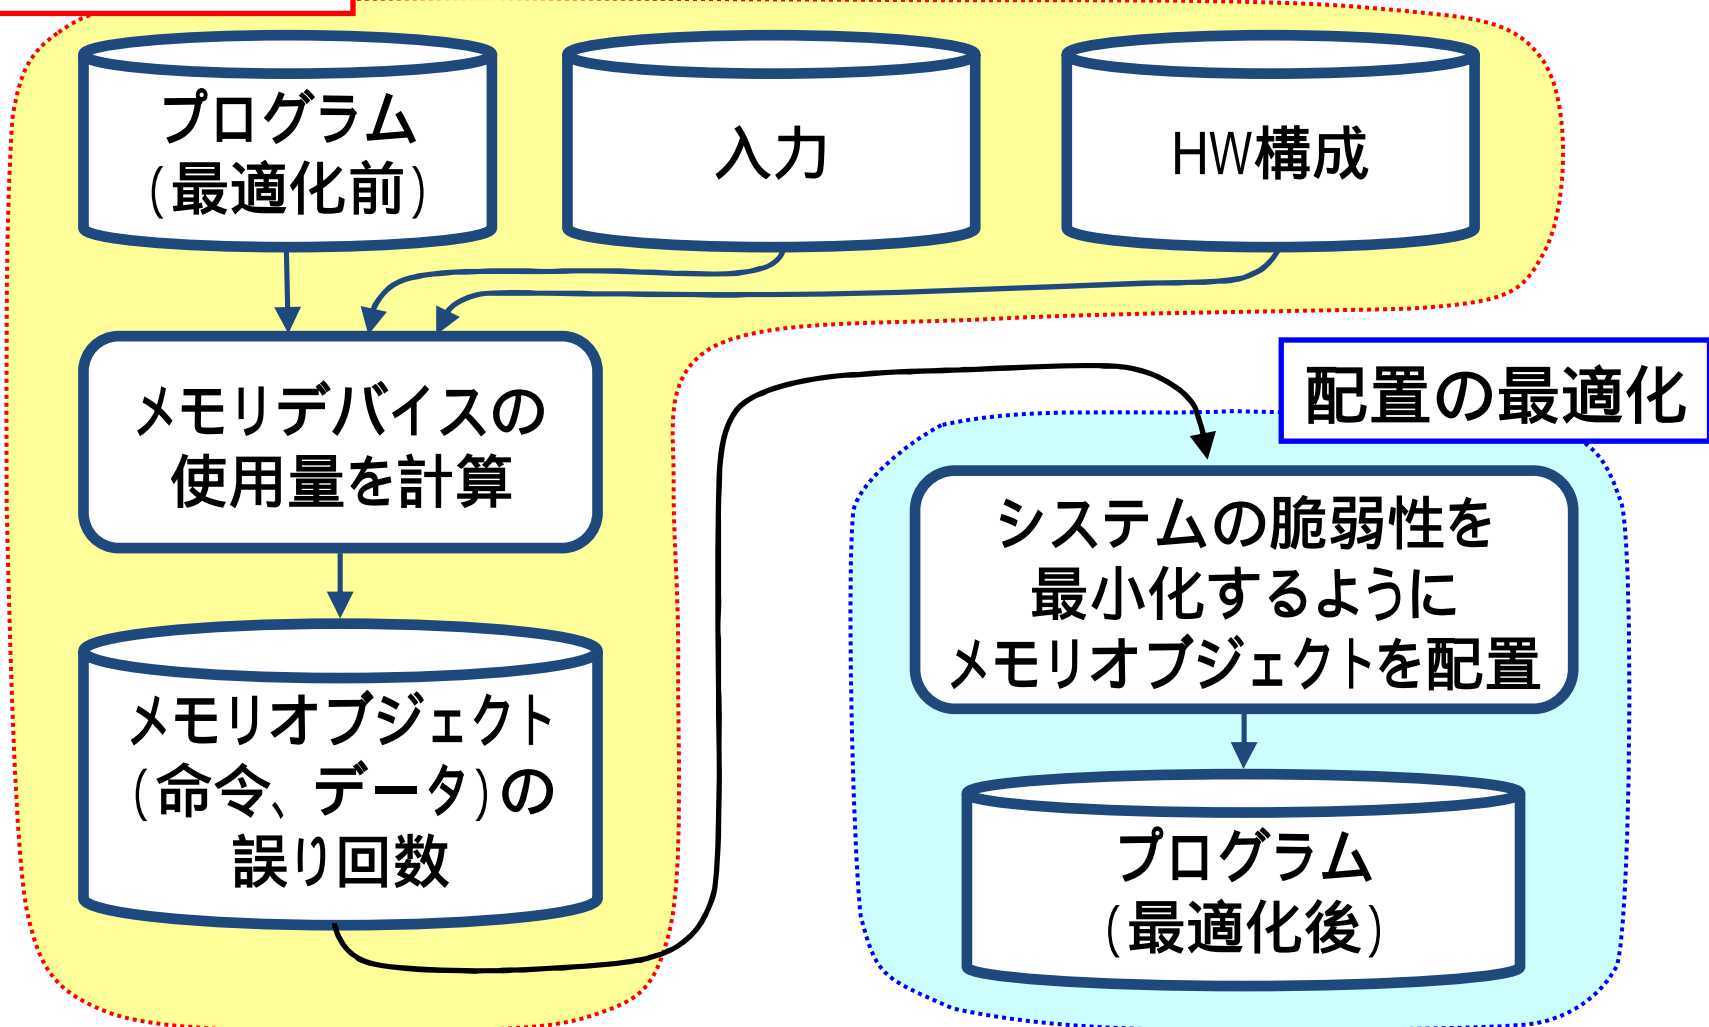 プログラム
(最適化前)
入力
HW構成
メモリデバイスの
使用量を計算
メモリオブジェクト
(命令、データ)の
誤り回数
配置の最適化
システムの脆弱性を
最小化するように
メモリオブジェクトを配置
プログラム
(最適化後)